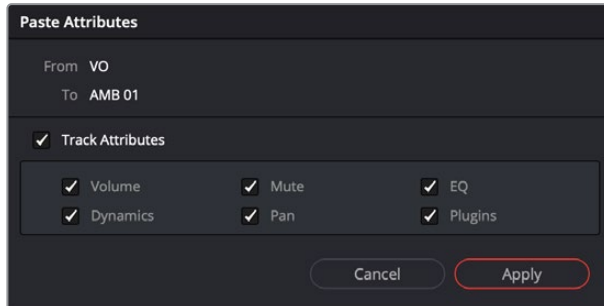 Paste Attributes
From VO
To AMB 01
Track Attributes
Volume Mute EQ
Dynamics Pan Plugins
Cancel Apply